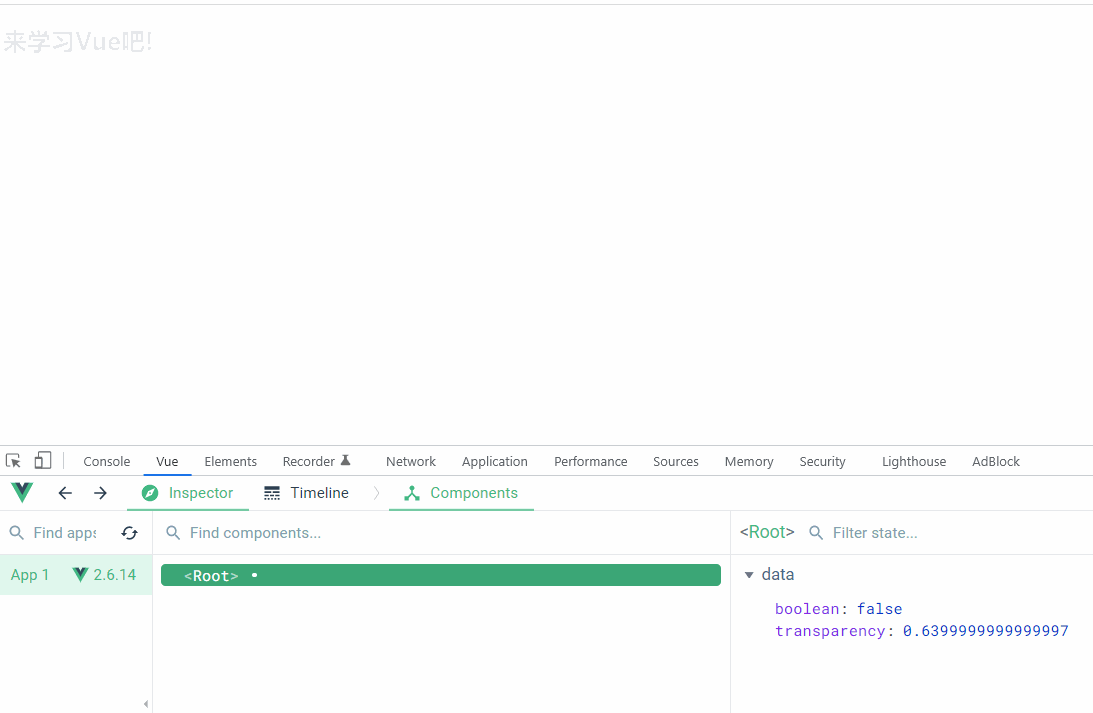 来学习Vue吧!
Console Vue Elements Recorder Network Application Performance Sources Memory Security Lighthouse AdBlock
Inspector Timeline Components
Find apps Find components... <Root> Filter state...
App 1 2.6.14 <Root> data
boolean: false
transparency: 0.6399999999999997